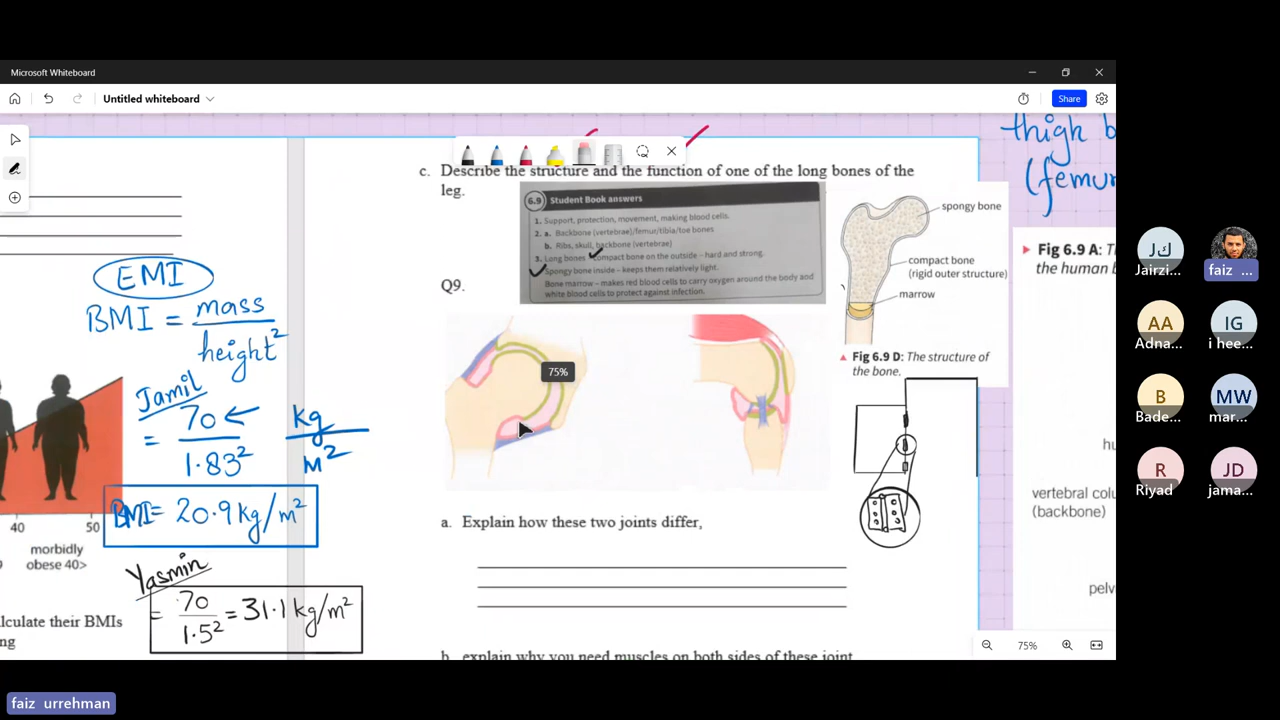 Microsoft Whiteboard
Untitled whiteboard
Share
thigh b
(femur
c. Describe the structure and the function of one of the long bones of the
leg.
6.9 Student Book answers
1. Support, protection, movement, making blood cells.
2. a. Backbone (vertebrae)/femur/tibia/toe bones
b. Ribs, skull, backbone (vertebrae)
3. Long bones compact bone on the outside - hard and strong.
Spongy bone inside - keeps them relatively light.
Bone marrow - makes red blood cells to carry oxygen around the body and
white blood cells to protect against infection.
spongy bone
compact bone
(rigid outer structure)
marrow
Fig 6.9 D: The structure of
the bone.
Fig 6.9 A: T
the human b
Q9.
75%
EMI
BMI = mass
height²
Jamil
= 70
1.83²
kg
m²
BMI= 20.9 kg/m²
40
50
morbidly
obese 40>
Yasmin
= 70
1.5²
= 31.1 kg/m²
lculate their BMIs
ng
a. Explain how these two joints differ,
b. explain why you need muscles on both sides of these joint
hu
vertebral colu
(backbone)
pelv
75%
JالـJairzi...
faiz ...
AA
Adna...
IG
i hee...
B
Bade...
MW
mar...
R
Riyad
JD
jama...
faiz urrehman